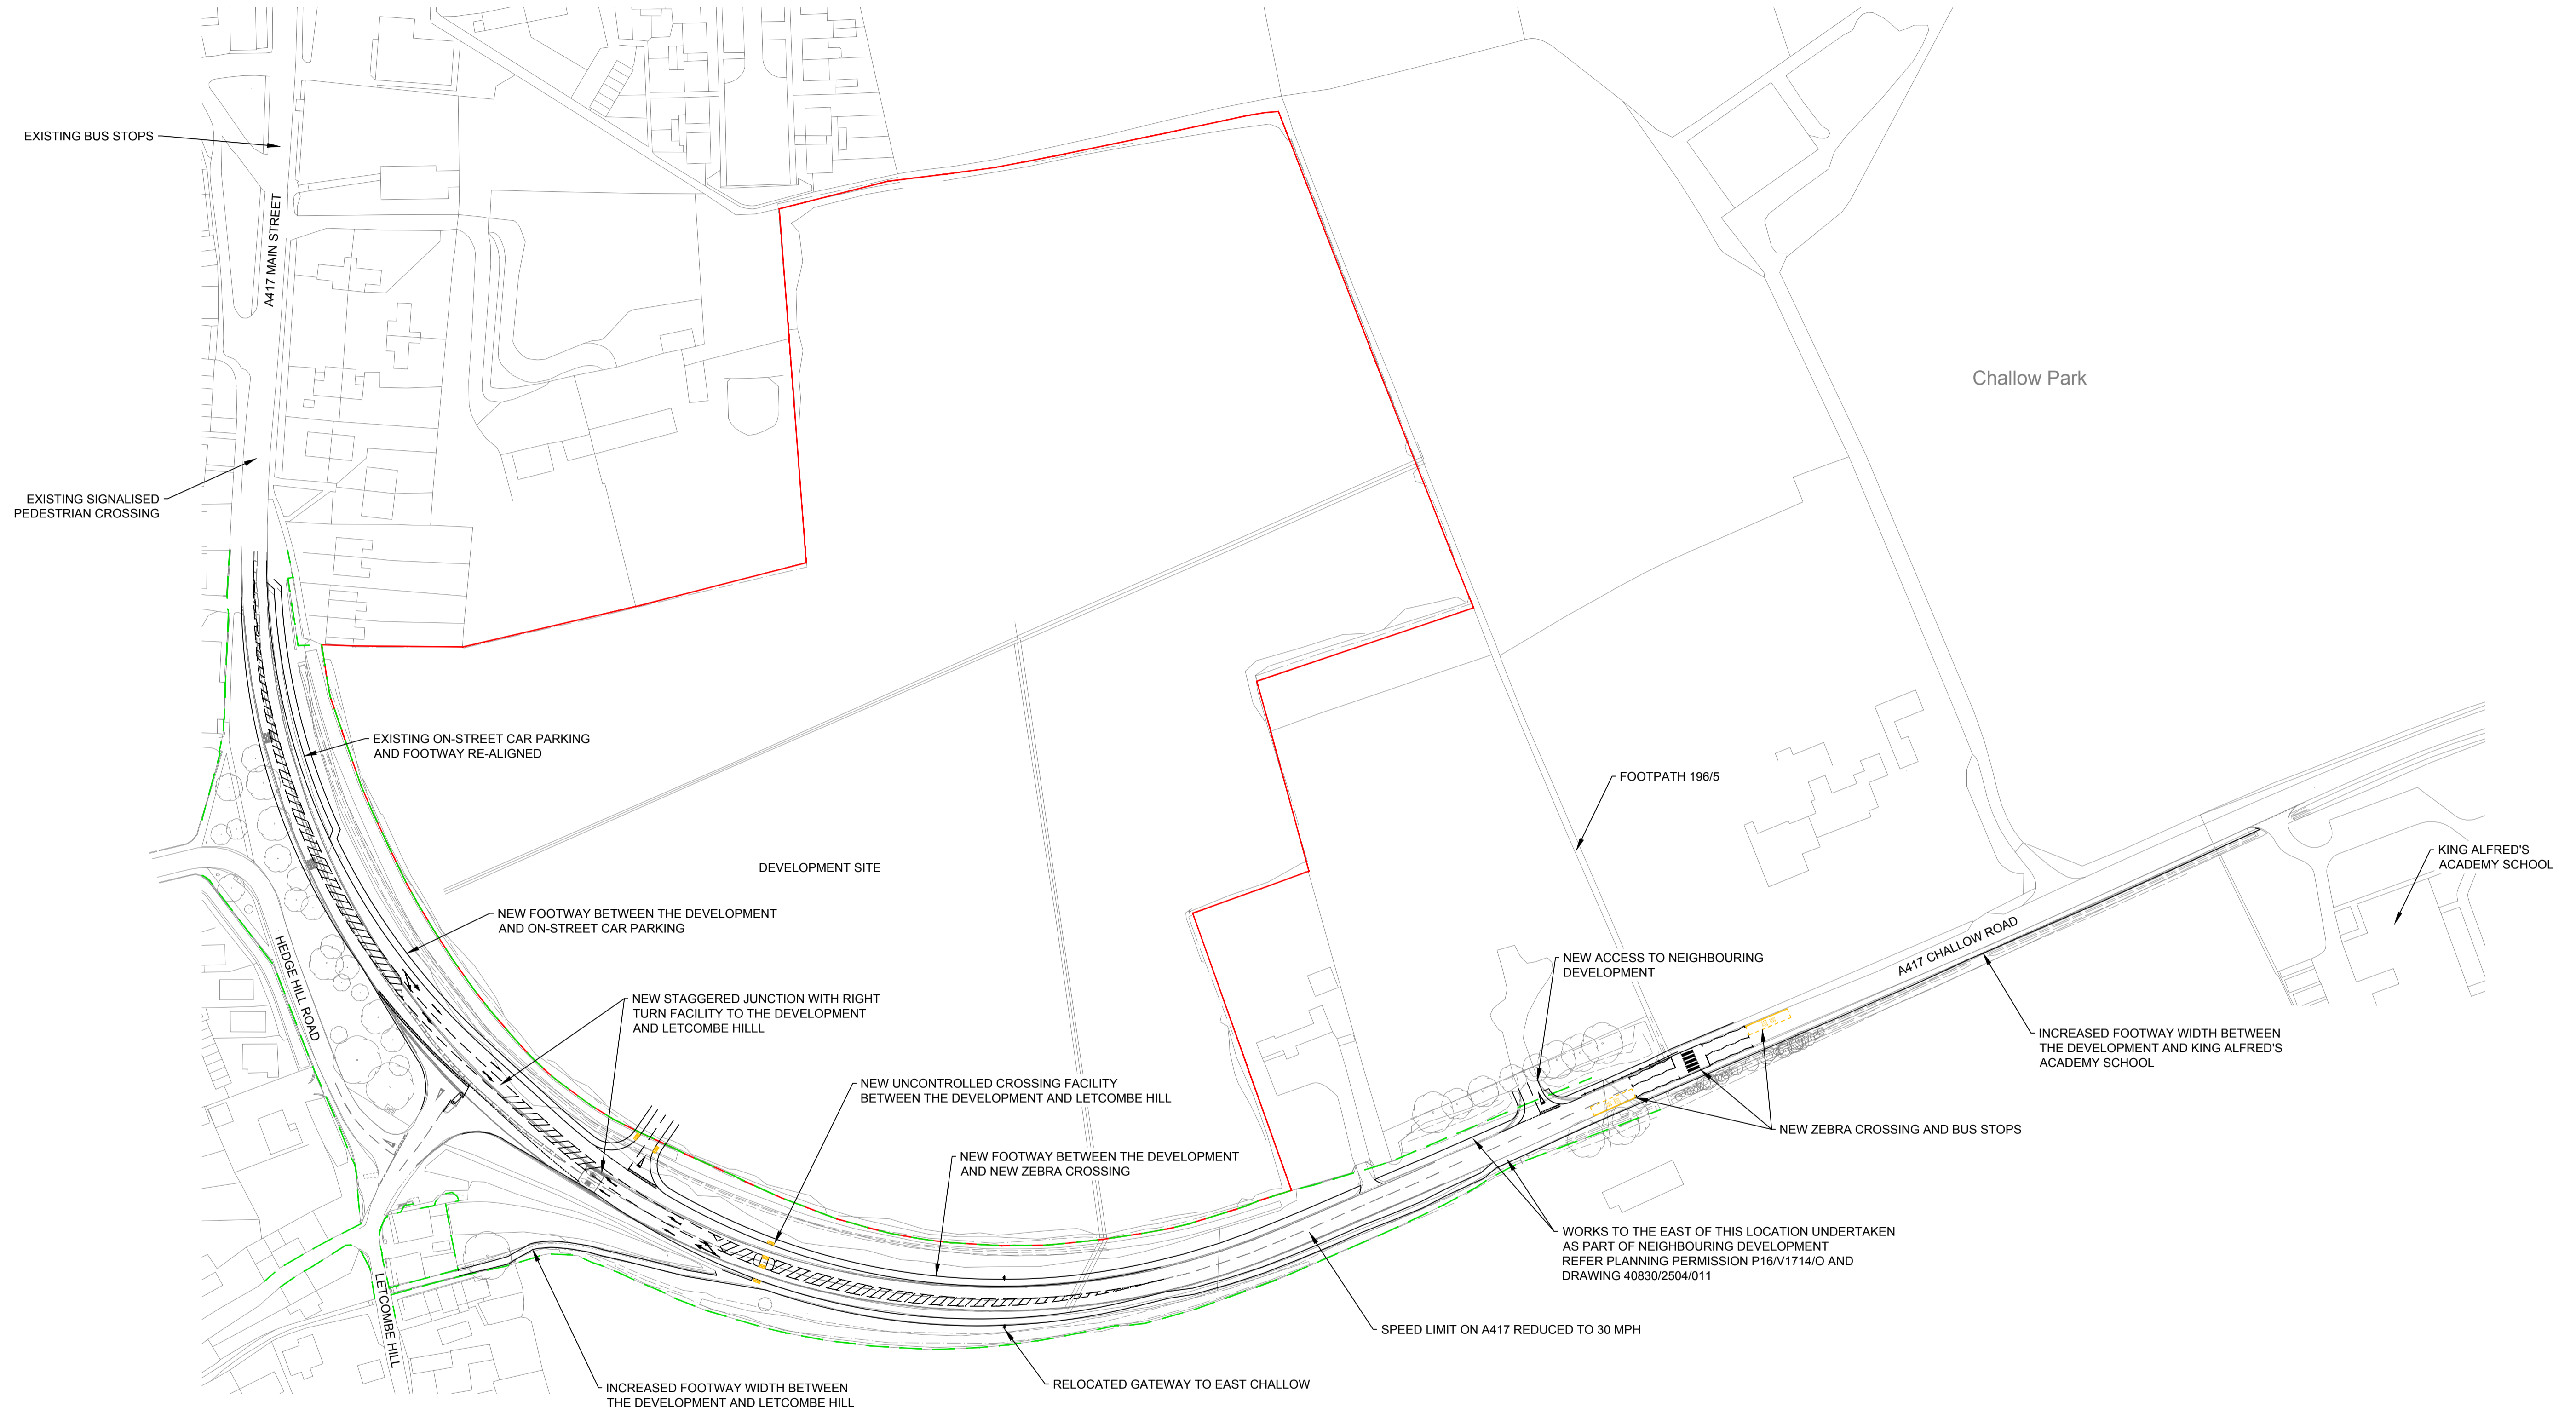 EXISTING BUS STOPS
A417 MAIN STREET
Challow Park
EXISTING SIGNALISED
PEDESTRIAN CROSSING
EXISTING ON-STREET CAR PARKING
AND FOOTWAY RE-ALIGNED
FOOTPATH 196/5
DEVELOPMENT SITE
KING ALFRED'S
ACADEMY SCHOOL
NEW FOOTWAY BETWEEN THE DEVELOPMENT
AND ON-STREET CAR PARKING
HEDGE HILL ROAD
A417 CHALLOW ROAD
NEW ACCESS TO NEIGHBOURING
DEVELOPMENT
NEW STAGGERED JUNCTION WITH RIGHT
TURN FACILITY TO THE DEVELOPMENT
AND LETCOMBE HILLL
INCREASED FOOTWAY WIDTH BETWEEN
THE DEVELOPMENT AND KING ALFRED'S
ACADEMY SCHOOL
NEW UNCONTROLLED CROSSING FACILITY
BETWEEN THE DEVELOPMENT AND LETCOMBE HILL
NEW ZEBRA CROSSING AND BUS STOPS
NEW FOOTWAY BETWEEN THE DEVELOPMENT
AND NEW ZEBRA CROSSING
WORKS TO THE EAST OF THIS LOCATION UNDERTAKEN
AS PART OF NEIGHBOURING DEVELOPMENT
REFER PLANNING PERMISSION P16/V1714/O AND
DRAWING 40830/2504/011
LETCOMBE HILL
SPEED LIMIT ON A417 REDUCED TO 30 MPH
RELOCATED GATEWAY TO EAST CHALLOW
INCREASED FOOTWAY WIDTH BETWEEN
THE DEVELOPMENT AND LETCOMBE HILL